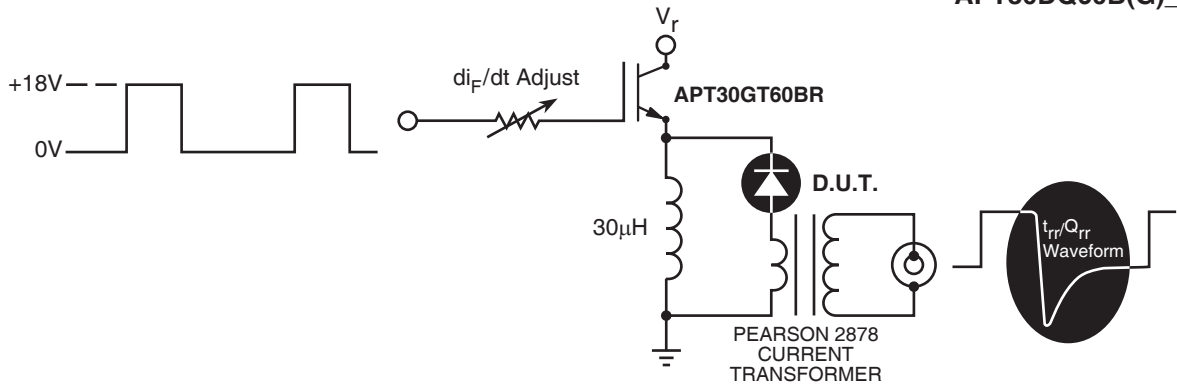 V_r
+18V
di_F/dt Adjust
APT30GT60BR
0V
D.U.T.
30μH
t_rr/Q_rr
Waveform
PEARSON 2878
CURRENT
TRANSFORMER